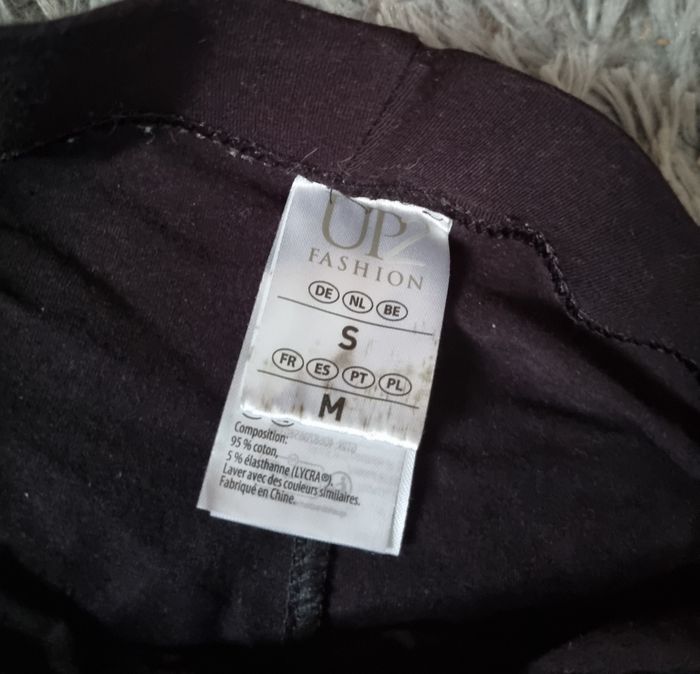 UP2
FASHION
DE NL BE
S
FR ES PT PL
M
Composition:
95 % coton,
5 % élasthanne (LYCRA®).
Laver avec des couleurs similaires.
Fabriqué en Chine.